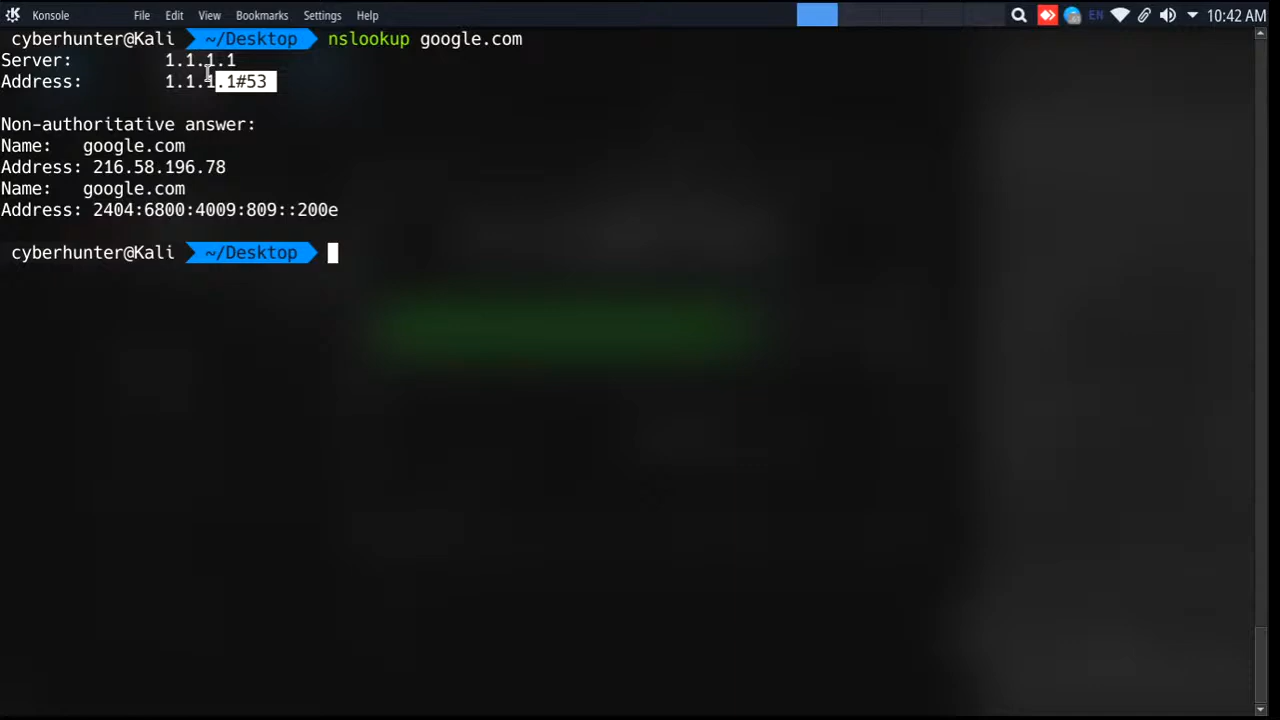 Konsole File Edit View Bookmarks Settings Help EN 10:42 AM
cyberhunter@Kali ~/Desktop nslookup google.com
Server: 1.1.1.1
Address: 1.1.1.1#53
Non-authoritative answer:
Name: google.com
Address: 216.58.196.78
Name: google.com
Address: 2404:6800:4009:809::200e
cyberhunter@Kali ~/Desktop